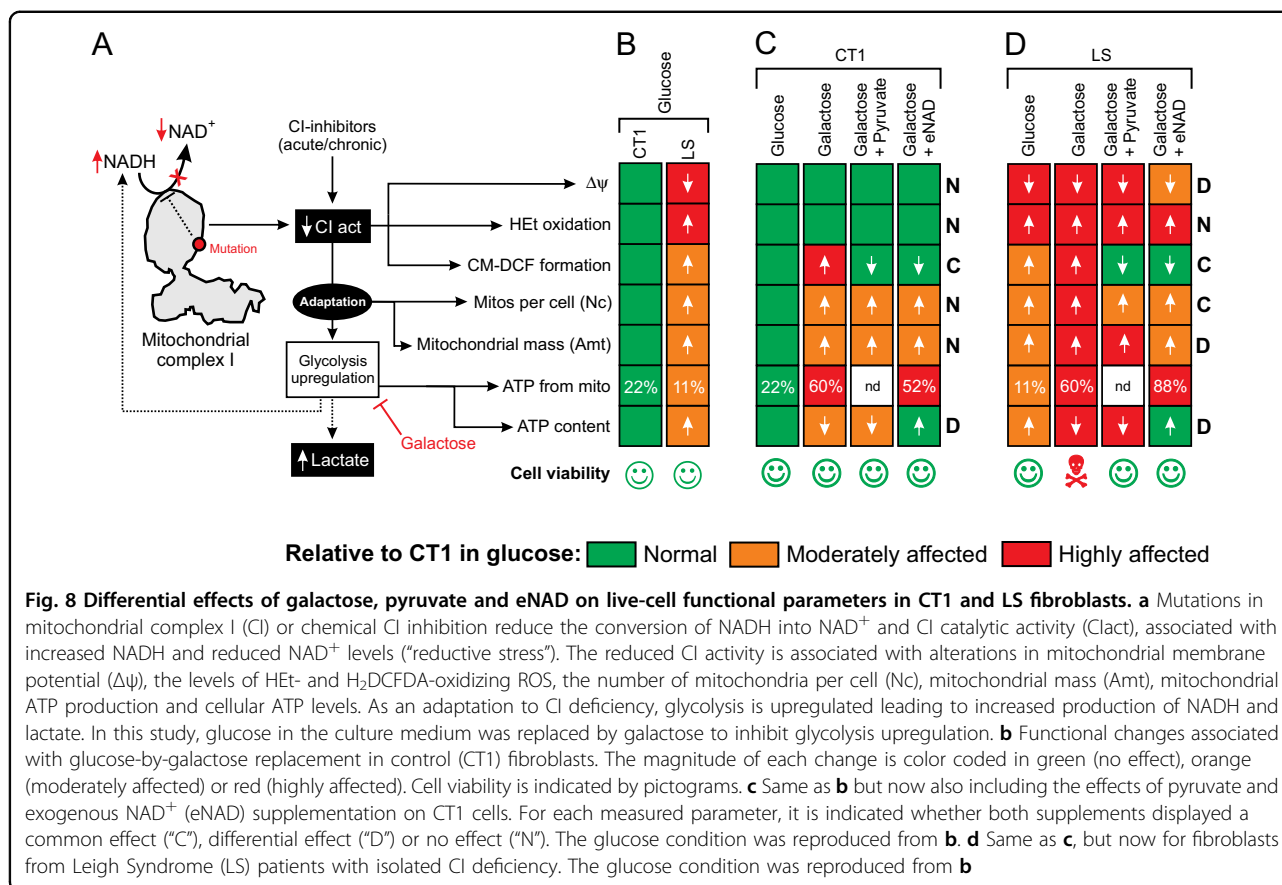 A
B
C
D
Glucose
CT1
LS
CT1
Glucose
Galactose
Galactose + Pyruvate
Galactose + eNAD
LS
Glucose
Galactose
Galactose + Pyruvate
Galactose + eNAD
↓NAD+
↑NADH
Mutation
Mitochondrial
complex I
CI-inhibitors
(acute/chronic)
↓ CI act
Adaptation
Glycolysis
upregulation
Galactose
↑ Lactate
Δψ
↓ N ↓ ↓ ↓ ↓ D
HEt oxidation
↑ N ↑ ↑ ↑ ↑ N
CM-DCF formation
↑ ↑ ↓ ↓ C ↑ ↑ ↓ ↓ C
Mitos per cell (Nc)
↑ ↑ ↑ ↑ N ↑ ↑ ↑ ↑ C
Mitochondrial mass (Amt)
↑ ↑ ↑ ↑ N ↑ ↑ ↑ ↑ D
ATP from mito
22% 11% 22% 60% nd 52% 11% 60% nd 88%
ATP content
↑ ↓ ↓ ↑ D ↑ ↓ ↓ ↑ D
Cell viability
Relative to CT1 in glucose: Normal Moderately affected Highly affected
Fig. 8 Differential effects of galactose, pyruvate and eNAD on live-cell functional parameters in CT1 and LS fibroblasts. a Mutations in
mitochondrial complex I (CI) or chemical CI inhibition reduce the conversion of NADH into NAD+ and CI catalytic activity (CIact), associated with
increased NADH and reduced NAD+ levels (“reductive stress”). The reduced CI activity is associated with alterations in mitochondrial membrane
potential (Δψ), the levels of HEt- and H2DCFDA-oxidizing ROS, the number of mitochondria per cell (Nc), mitochondrial mass (Amt), mitochondrial
ATP production and cellular ATP levels. As an adaptation to CI deficiency, glycolysis is upregulated leading to increased production of NADH and
lactate. In this study, glucose in the culture medium was replaced by galactose to inhibit glycolysis upregulation. b Functional changes associated
with glucose-by-galactose replacement in control (CT1) fibroblasts. The magnitude of each change is color coded in green (no effect), orange
(moderately affected) or red (highly affected). Cell viability is indicated by pictograms. c Same as b but now also including the effects of pyruvate and
exogenous NAD+ (eNAD) supplementation on CT1 cells. For each measured parameter, it is indicated whether both supplements displayed a
common effect (“C”), differential effect (“D”) or no effect (“N”). The glucose condition was reproduced from b. d Same as c, but now for fibroblasts
from Leigh Syndrome (LS) patients with isolated CI deficiency. The glucose condition was reproduced from b